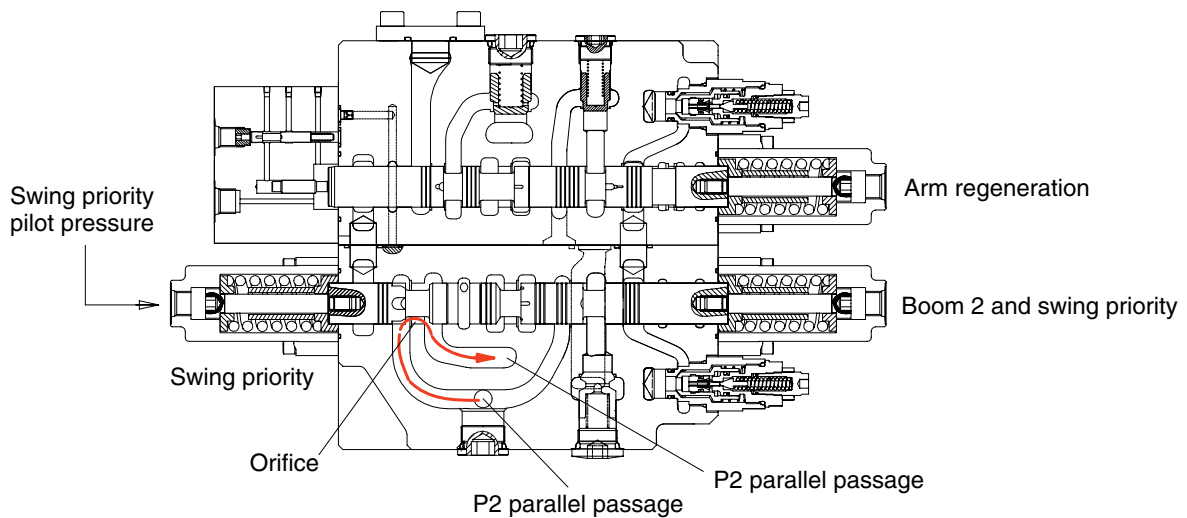 Swing priority
pilot pressure
Arm regeneration
Boom 2 and swing priority
Swing priority
Orifice
P2 parallel passage
P2 parallel passage